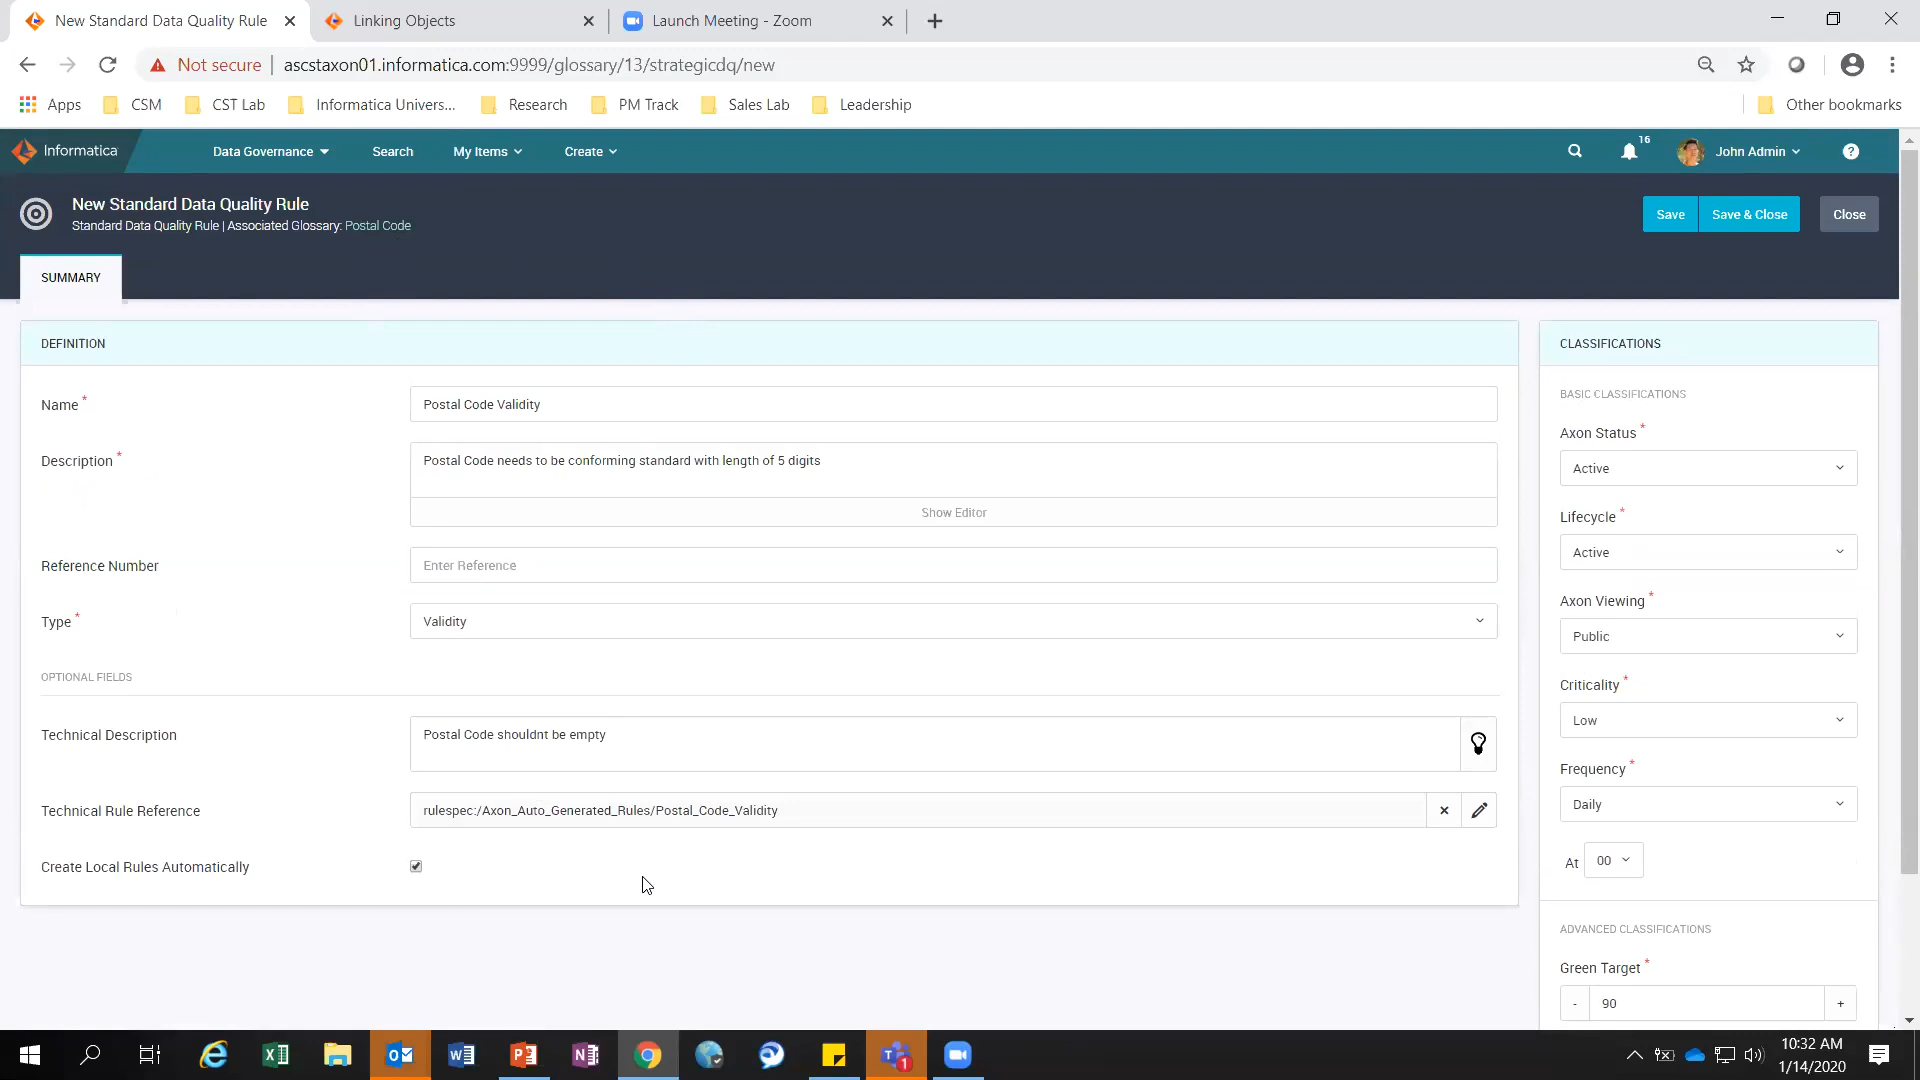 New Standard Data Quality Rule
Linking Objects
Launch Meeting - Zoom
Not secure
ascstaxon01.informatica.com:9999/glossary/13/strategicdq/new
Apps
CSM
CST Lab
Informatica Univers...
Research
PM Track
Sales Lab
Leadership
Other bookmarks
Informatica
Data Governance
Search
My Items
Create
16
John Admin
?
New Standard Data Quality Rule
Standard Data Quality Rule | Associated Glossary: Postal Code
Save
Save & Close
Close
SUMMARY
DEFINITION
Name *
Postal Code Validity
Description *
Postal Code needs to be conforming standard with length of 5 digits
Show Editor
Reference Number
Enter Reference
Type *
Validity
OPTIONAL FIELDS
Technical Description
Postal Code shouldnt be empty
Technical Rule Reference
rulespec:/Axon_Auto_Generated_Rules/Postal_Code_Validity
Create Local Rules Automatically
CLASSIFICATIONS
BASIC CLASSIFICATIONS
Axon Status *
Active
Lifecycle *
Active
Axon Viewing *
Public
Criticality *
Low
Frequency *
Daily
At 00
ADVANCED CLASSIFICATIONS
Green Target *
- 90 +
10:32 AM
1/14/2020